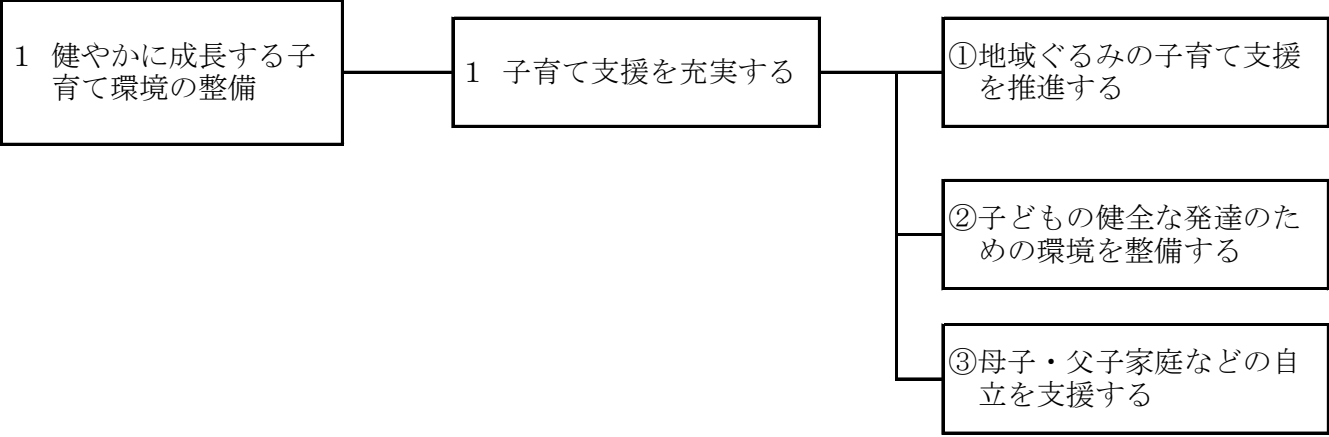 １ 健やかに成長する子
育て環境の整備
１ 子育て支援を充実する
①地域ぐるみの子育て支援
を推進する
②子どもの健全な発達のた
めの環境を整備する
③母子・父子家庭などの自
立を支援する